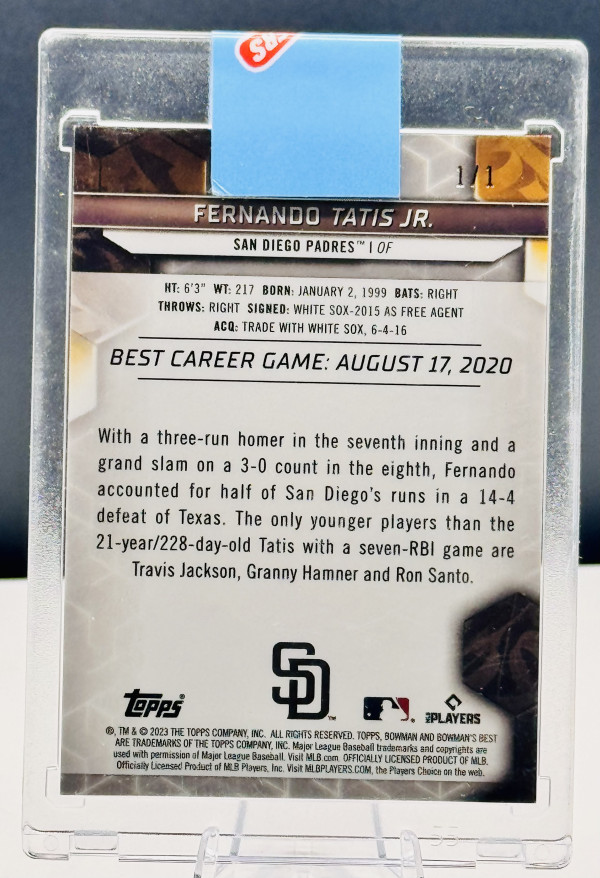 1/1
FERNANDO TATIS JR.
SAN DIEGO PADRES™ | OF
HT: 6'3" WT: 217 BORN: JANUARY 2, 1999 BATS: RIGHT
THROWS: RIGHT SIGNED: WHITE SOX-2015 AS FREE AGENT
ACQ: TRADE WITH WHITE SOX, 6-4-16
BEST CAREER GAME: AUGUST 17, 2020
With a three-run homer in the seventh inning and a
grand slam on a 3-0 count in the eighth, Fernando
accounted for half of San Diego's runs in a 14-4
defeat of Texas. The only younger players than the
21-year/228-day-old Tatis with a seven-RBI game are
Travis Jackson, Granny Hamner and Ron Santo.
SD
Topps®
PLAYERS
®, TM & © 2023 THE TOPPS COMPANY, INC. ALL RIGHTS RESERVED. TOPPS, BOWMAN AND BOWMAN'S BEST
ARE TRADEMARKS OF THE TOPPS COMPANY, INC. Major League Baseball trademarks and copyrights are
used with permission of Major League Baseball. Visit MLB.com. OFFICIALLY LICENSED PRODUCT OF MLB.
Officially Licensed Product of MLB Players, Inc. Visit MLBPLAYERS.COM, the Players Choice on the web.